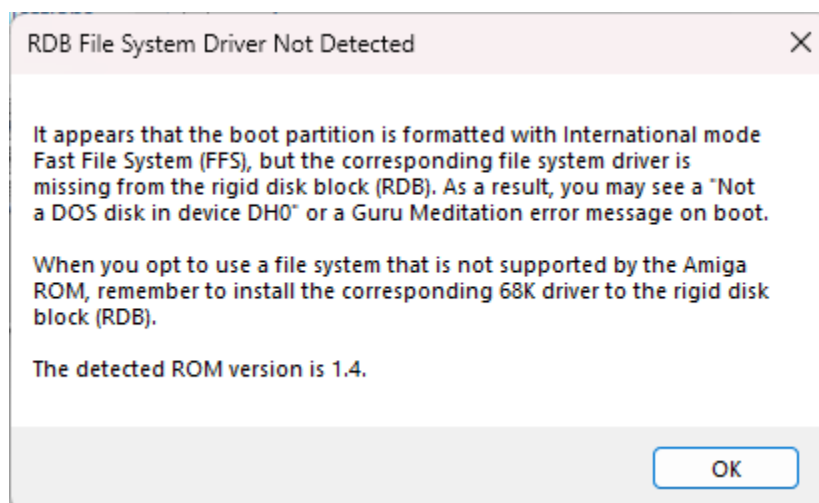 RDB File System Driver Not Detected
It appears that the boot partition is formatted with International mode
Fast File System (FFS), but the corresponding file system driver is
missing from the rigid disk block (RDB). As a result, you may see a "Not
a DOS disk in device DH0" or a Guru Meditation error message on boot.
When you opt to use a file system that is not supported by the Amiga
ROM, remember to install the corresponding 68K driver to the rigid disk
block (RDB).
The detected ROM version is 1.4.
OK